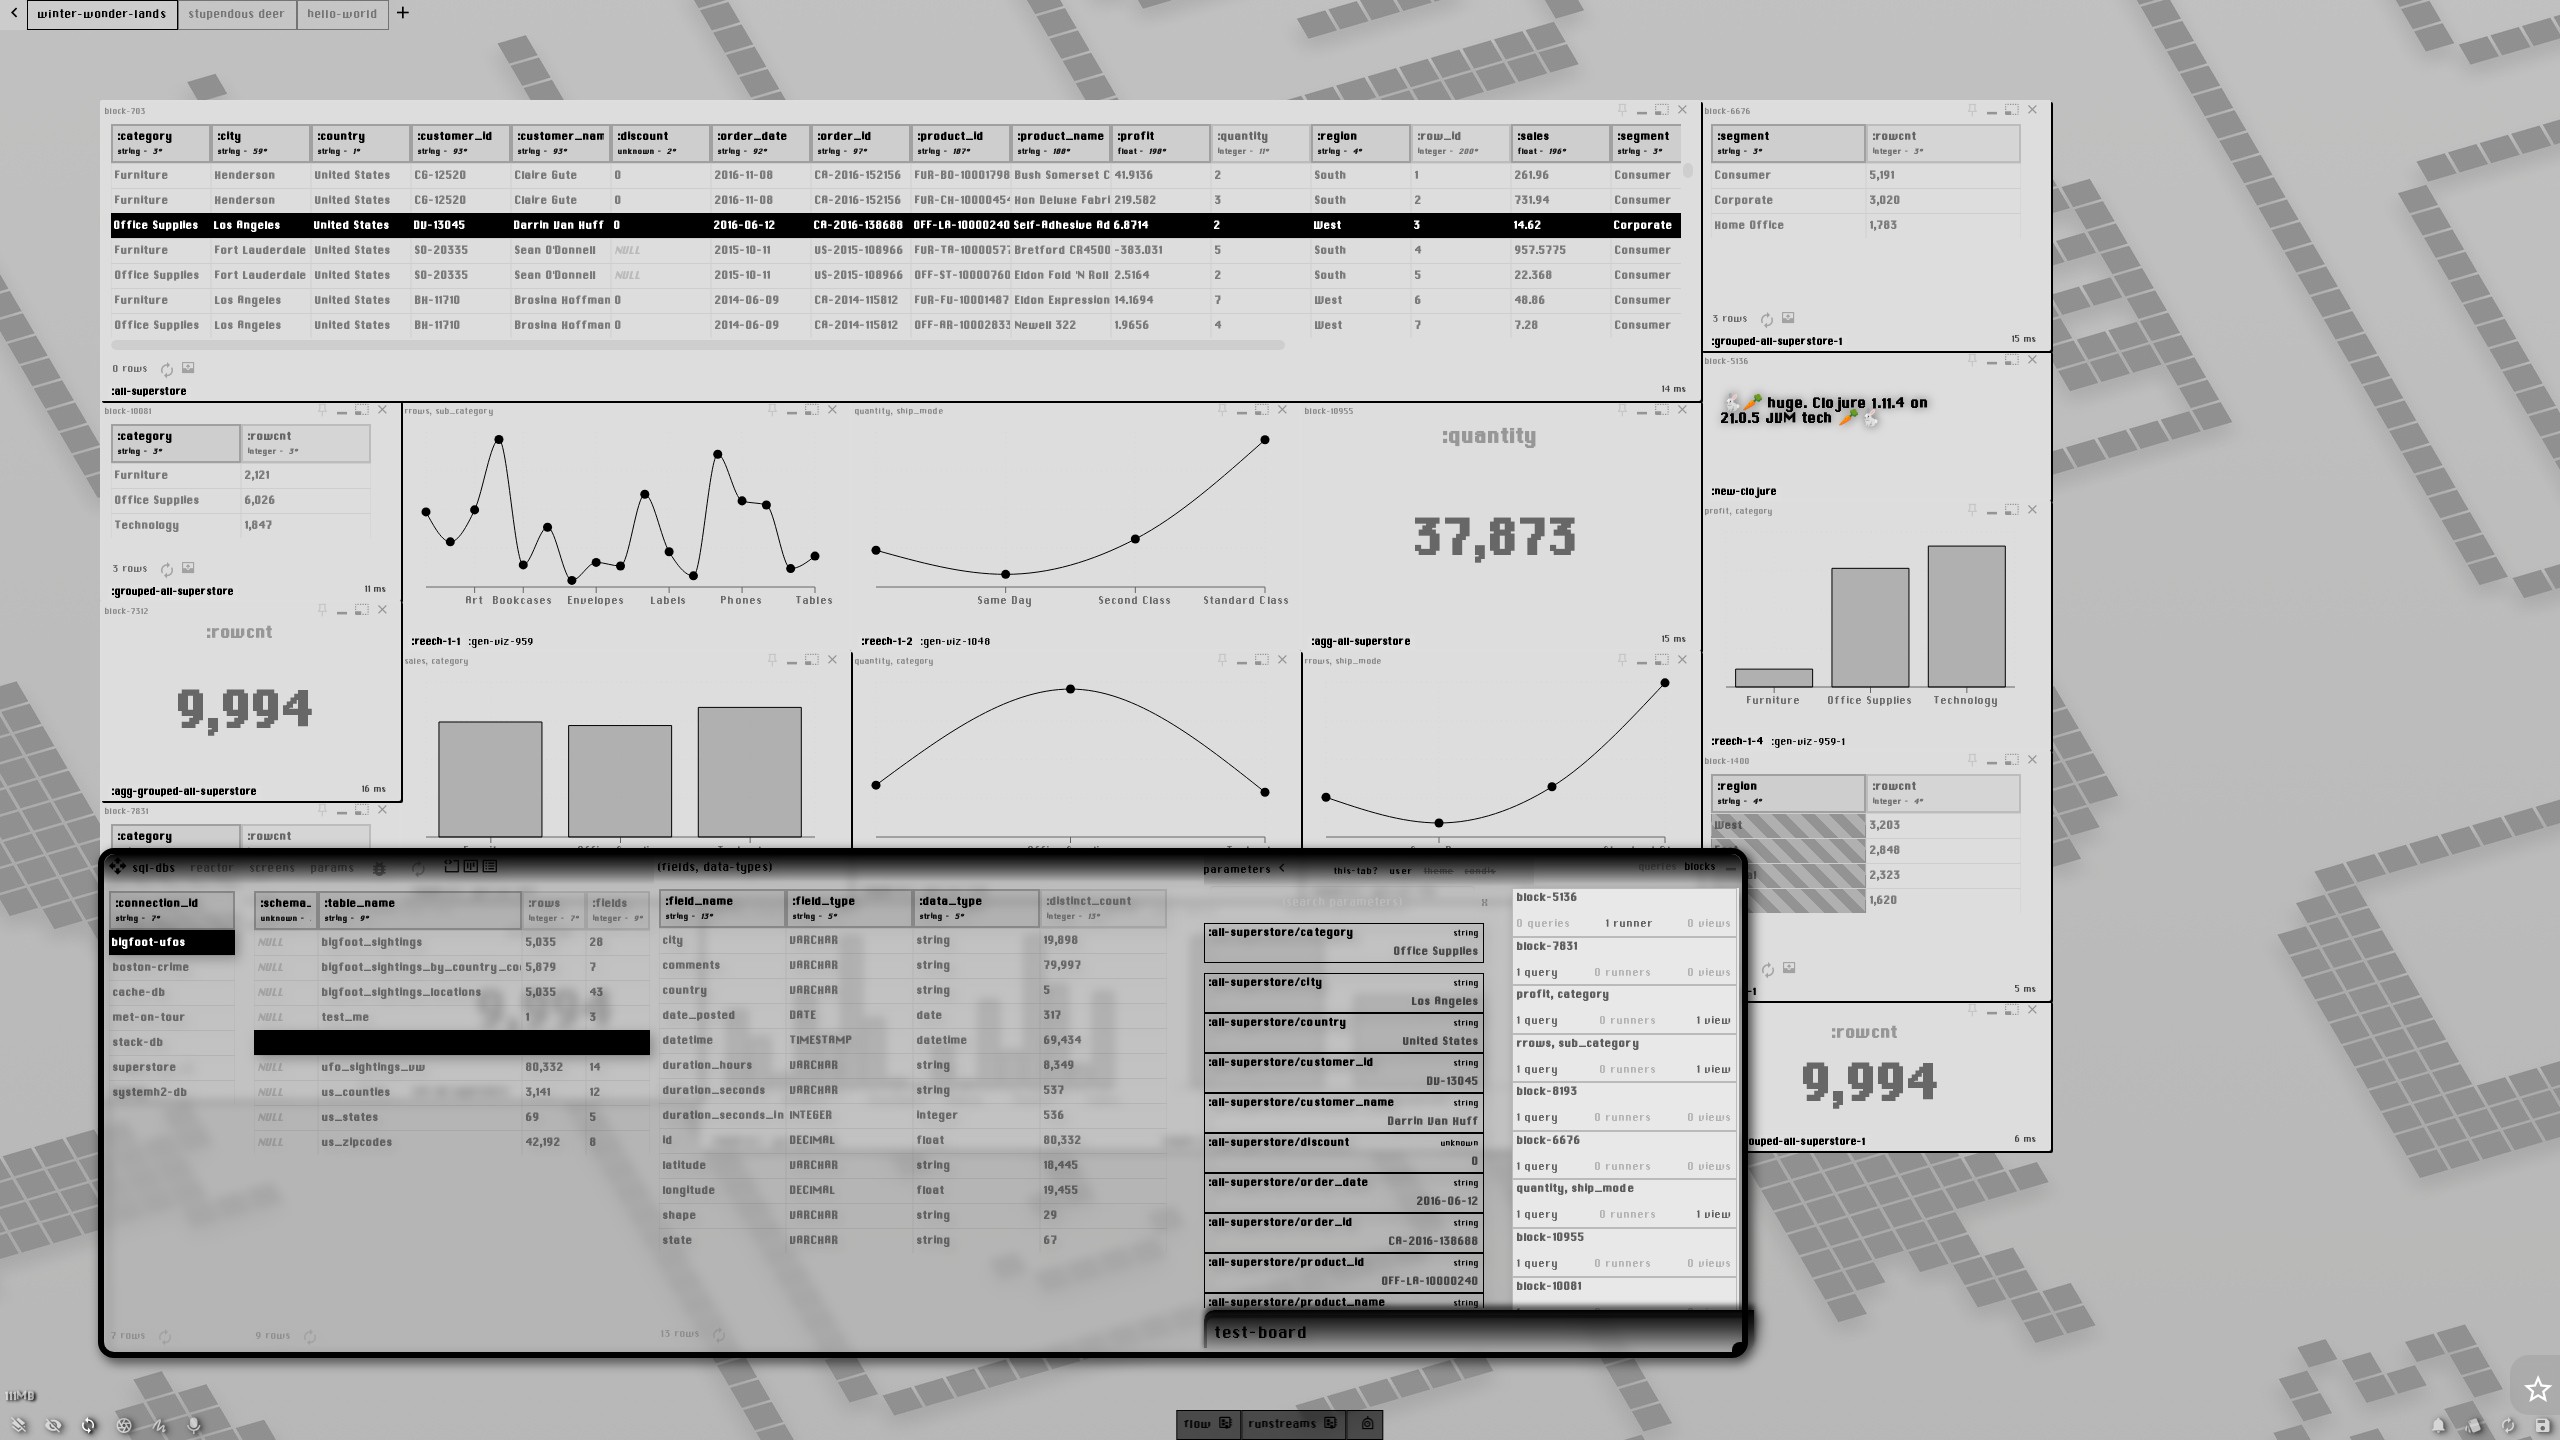 winter-wonder-lands stupendous deer hello-world +
block-703
:category :city :country :customer_id :customer_nam :discount :order_date :order_id :product_id :product_name :profit :quantity :region :row_id :sales :segment
string - 3* string - 59* string - 1* string - 93* string - 93* unknown - 2* string - 92* string - 97* string - 107* string - 100* float - 190* integer - 11* string - 4* integer - 200* float - 196* string - 3*
Furniture Henderson United States CG-12520 Claire Gute 0 2016-11-08 CA-2016-152156 FUR-BO-10001798 Bush Somerset C 41.9136 2 South 1 261.96 Consumer
Furniture Henderson United States CG-12520 Claire Gute 0 2016-11-08 CA-2016-152156 FUR-CH-1000045 Hon Deluxe Fabri 219.582 3 South 2 731.94 Consumer
Office Supplies Los Angeles United States DV-13045 Darrin Van Huff 0 2016-06-12 CA-2016-138688 OFF-LA-10000240 Self-Adhesive Ad 6.8714 2 West 3 14.62 Corporate
Furniture Fort Lauderdale United States SO-20335 Sean O'Donnell NULL 2015-10-11 US-2015-108966 FUR-TA-1000057 Bretford CR4500 -383.031 5 South 4 957.5775 Consumer
Office Supplies Fort Lauderdale United States SO-20335 Sean O'Donnell NULL 2015-10-11 US-2015-108966 OFF-ST-10000760 Eldon Fold 'N Roll 2.5164 2 South 5 22.368 Consumer
Furniture Los Angeles United States BH-11710 Brosina Hoffman 0 2014-06-09 CA-2014-115812 FUR-FU-10001487 Eldon Expression 14.1694 7 West 6 48.86 Consumer
Office Supplies Los Angeles United States BH-11710 Brosina Hoffman 0 2014-06-09 CA-2014-115812 OFF-AR-10002833 Newell 322 1.9656 4 West 7 7.28 Consumer
0 rows
:all-superstore 14 ms
block-6676
:segment :rowcnt
string - 3* integer - 3*
Consumer 5,191
Corporate 3,020
Home Office 1,783
3 rows
:grouped-all-superstore-1 15 ms
block-5136
🐇🥕 huge. Clojure 1.11.4 on
21.0.5 JVM tech 🥕🐇
:new-clojure
block-10081
:category :rowcnt
string - 3* integer - 3*
Furniture 2,121
Office Supplies 6,026
Technology 1,847
3 rows
:grouped-all-superstore 11 ms
rrows, sub_category
Art Bookcases Envelopes Labels Phones Tables
:reech-1-1 :gen-viz-959
quantity, ship_mode
Same Day Second Class Standard Class
:reech-1-2 :gen-viz-1048
block-10955
:quantity
37,873
:agg-all-superstore 15 ms
profit, category
Furniture Office Supplies Technology
:reech-1-4 :gen-viz-959-1
block-7312
:rowcnt
9,994
:agg-grouped-all-superstore 16 ms
sales, category
quantity, category
rrows, ship_mode
block-1400
:region :rowcnt
string - 4* integer - 4*
West 3,203
2,848
2,323
1,620
5 ms
:rowcnt
9,994
ouped-all-superstore-1 6 ms
block-7831
:category :rowcnt
sql-dbs reactor screens params
:connection_id
string - 7*
bigfoot-ufos
boston-crime
cache-db
met-on-tour
stack-db
superstore
systemh2-db
7 rows
:schema_ :table_name :rows :fields
unknown - string - 9* integer - 7* integer - 9*
NULL bigfoot_sightings 5,035 28
NULL bigfoot_sightings_by_country_co 5,879 7
NULL bigfoot_sightings_locations 5,035 43
NULL test_me 1 3
NULL ufo_sightings_vw 80,332 14
NULL us_counties 3,141 12
NULL us_states 69 5
NULL us_zipcodes 42,192 8
9 rows
(fields, data-types)
:field_name :field_type :data_type :distinct_count
string - 13* string - 5* string - 5* integer - 13*
city VARCHAR string 19,898
comments VARCHAR string 79,997
country VARCHAR string 5
date_posted DATE date 317
datetime TIMESTAMP datetime 69,434
duration_hours VARCHAR string 8,349
duration_seconds VARCHAR string 537
duration_seconds_in INTEGER integer 536
id DECIMAL float 80,332
latitude VARCHAR string 18,445
longitude DECIMAL float 19,455
shape VARCHAR string 29
state VARCHAR string 67
13 rows
parameters < this-tab? user theme condis
(search parameters) x
:all-superstore/category string
Office Supplies
:all-superstore/city string
Los Angeles
:all-superstore/country string
United States
:all-superstore/customer_id string
DV-13045
:all-superstore/customer_name string
Darrin Van Huff
:all-superstore/discount unknown
0
:all-superstore/order_date string
2016-06-12
:all-superstore/order_id string
CA-2016-138688
:all-superstore/product_id string
OFF-LA-10000240
:all-superstore/product_name string
queries blocks
block-5136
0 queries 1 runner 0 views
block-7831
1 query 0 runners 0 views
profit, category
1 query 0 runners 1 view
rrows, sub_category
1 query 0 runners 1 view
block-8193
1 query 0 runners 0 views
block-6676
1 query 0 runners 0 views
quantity, ship_mode
1 query 0 runners 1 view
block-10955
1 query 0 runners 0 views
block-10081
test-board
111MB
flow runstreams